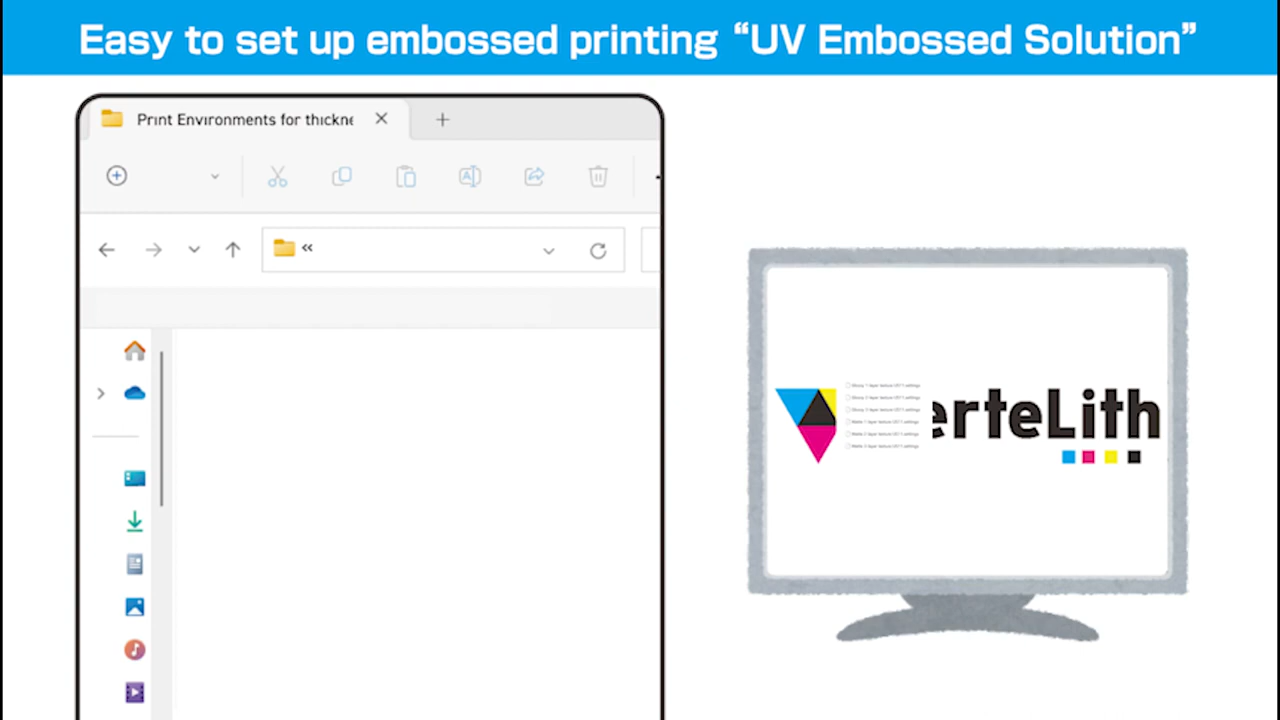 Easy to set up embossed printing “UV Embossed Solution”
Print Environments for thickne
«
erteLith